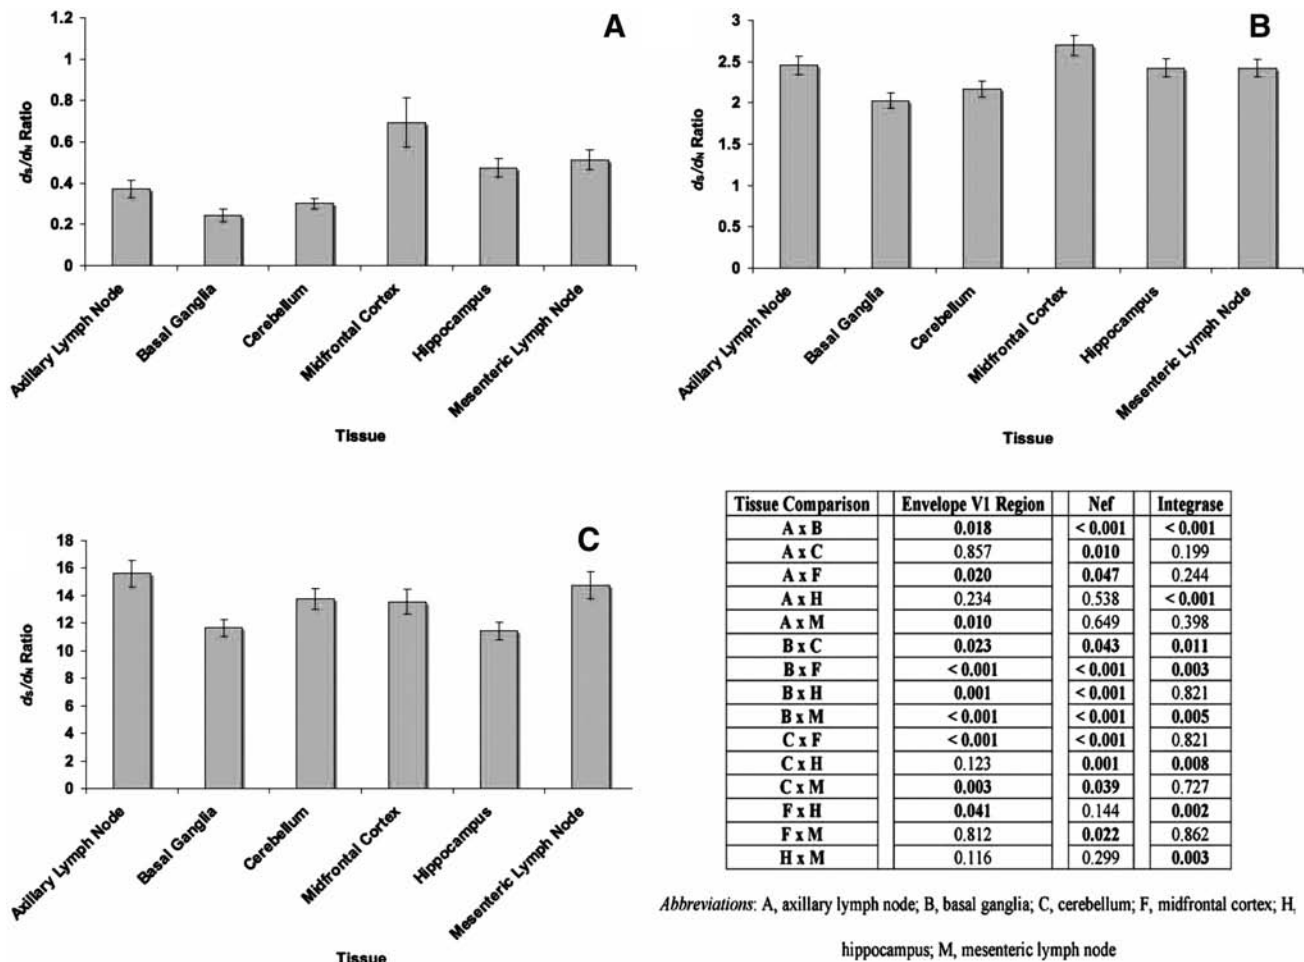 A
1.2
1
0.8
0.6
0.4
0.2
0
dS/dN Ratio
Axillary Lymph Node
Basal Ganglia
Cerebellum
Midfrontal Cortex
Hippocampus
Mesenteric Lymph Node
Tissue
B
3
2.5
2
1.5
1
0.5
0
dS/dN Ratio
Axillary Lymph Node
Basal Ganglia
Cerebellum
Midfrontal Cortex
Hippocampus
Mesenteric Lymph Node
Tissue
C
18
16
14
12
10
8
6
4
2
0
dS/dN Ratio
Axillary Lymph Node
Basal Ganglia
Cerebellum
Midfrontal Cortex
Hippocampus
Mesenteric Lymph Node
Tissue
Tissue Comparison Envelope V1 Region Nef Integrase
A x B 0.018 < 0.001 < 0.001
A x C 0.857 0.010 0.199
A x F 0.020 0.047 0.244
A x H 0.234 0.538 < 0.001
A x M 0.010 0.649 0.398
B x C 0.023 0.043 0.011
B x F < 0.001 < 0.001 0.003
B x H 0.001 < 0.001 0.821
B x M < 0.001 < 0.001 0.005
C x F < 0.001 < 0.001 0.821
C x H 0.123 0.001 0.008
C x M 0.003 0.039 0.727
F x H 0.041 0.144 0.002
F x M 0.812 0.022 0.862
H x M 0.116 0.299 0.003
Abbreviations: A, axillary lymph node; B, basal ganglia; C, cerebellum; F, midfrontal cortex; H,
hippocampus; M, mesenteric lymph node